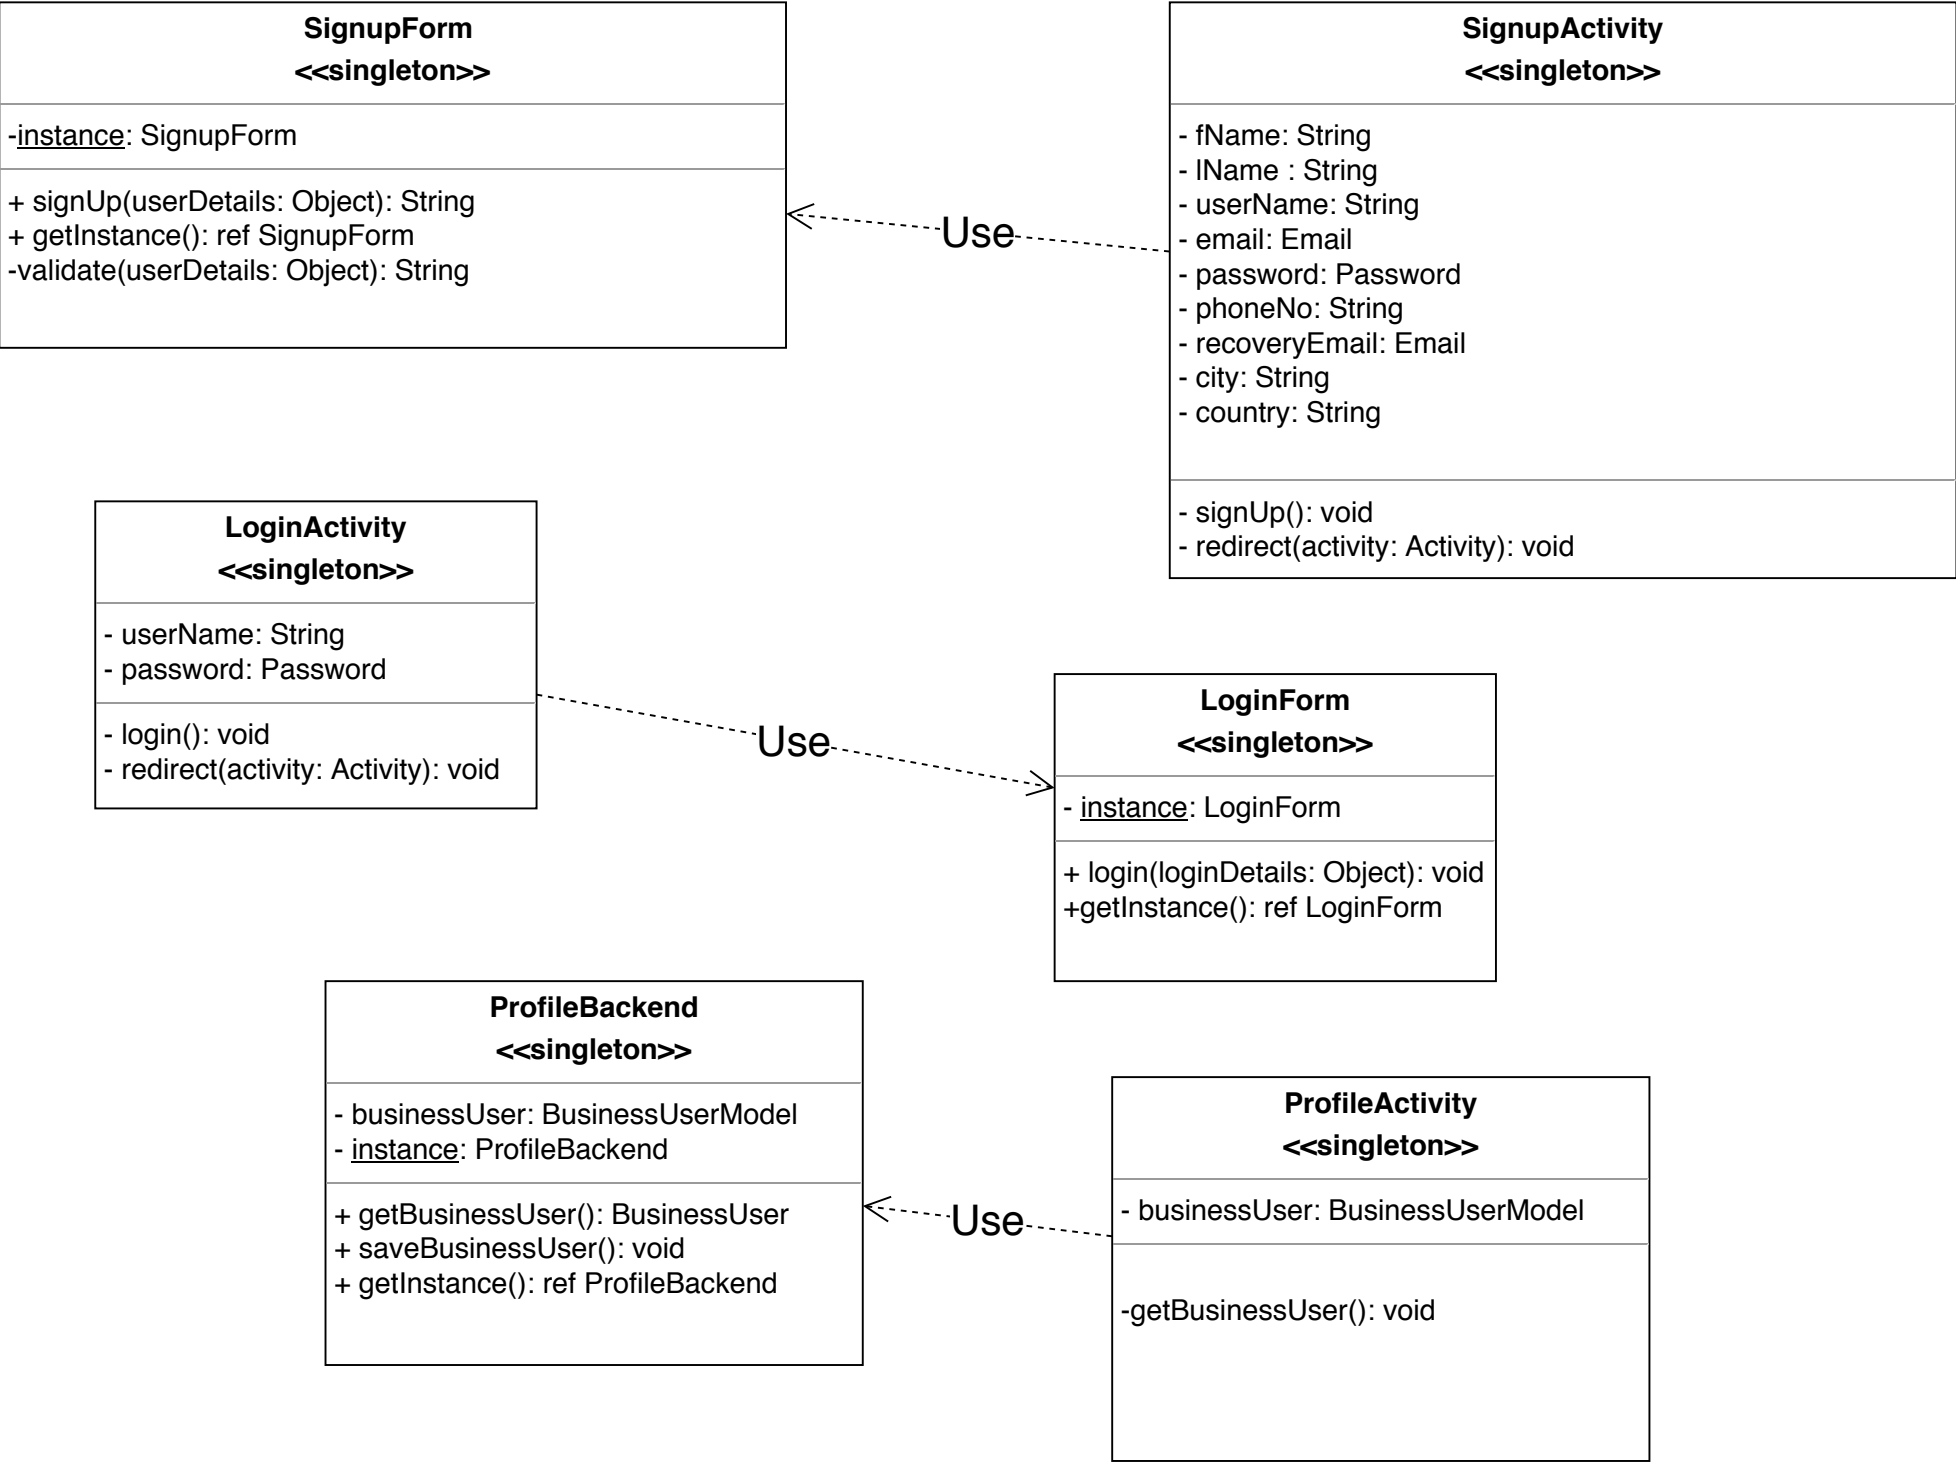 SignupForm
<<singleton>>
-instance: SignupForm
+ signUp(userDetails: Object): String
+ getInstance(): ref SignupForm
-validate(userDetails: Object): String
Use
SignupActivity
<<singleton>>
- fName: String
- lName : String
- userName: String
- email: Email
- password: Password
- phoneNo: String
- recoveryEmail: Email
- city: String
- country: String
- signUp(): void
- redirect(activity: Activity): void
LoginActivity
<<singleton>>
- userName: String
- password: Password
- login(): void
- redirect(activity: Activity): void
Use
LoginForm
<<singleton>>
- instance: LoginForm
+ login(loginDetails: Object): void
+getInstance(): ref LoginForm
ProfileBackend
<<singleton>>
- businessUser: BusinessUserModel
- instance: ProfileBackend
+ getBusinessUser(): BusinessUser
+ saveBusinessUser(): void
+ getInstance(): ref ProfileBackend
Use
ProfileActivity
<<singleton>>
- businessUser: BusinessUserModel
-getBusinessUser(): void